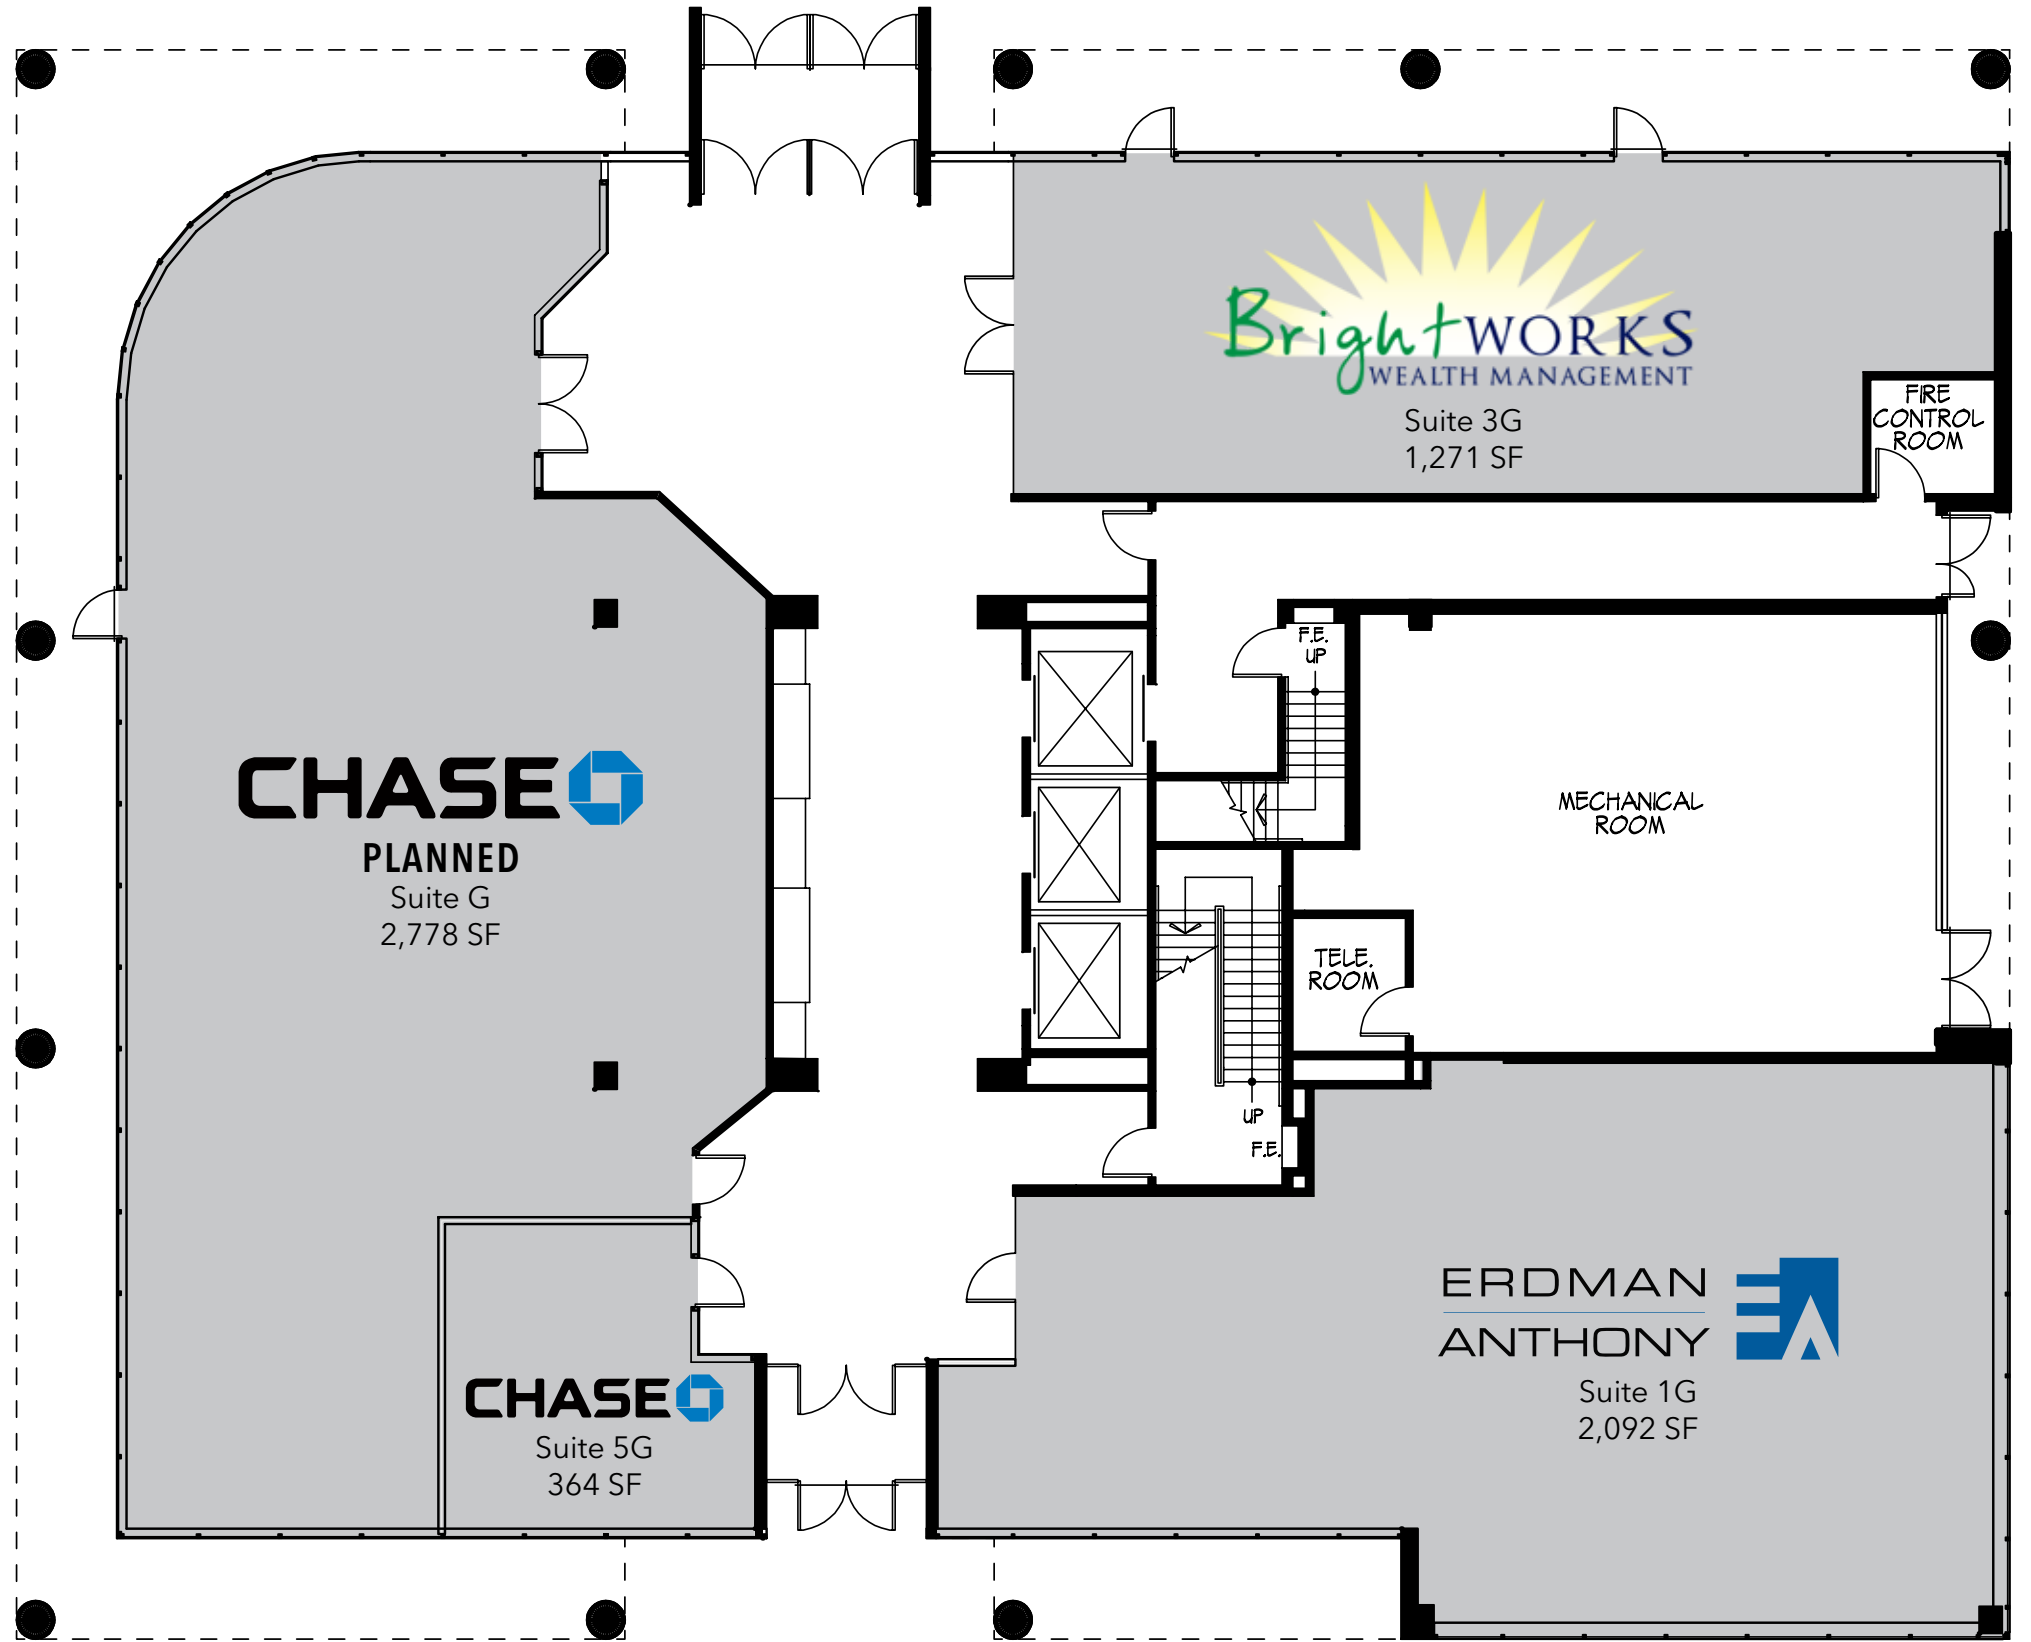 BrightWORKS
WEALTH MANAGEMENT
Suite 3G
1,271 SF
FIRE
CONTROL
ROOM
F.E.
UP
MECHANICAL
ROOM
CHASE
PLANNED
Suite G
2,778 SF
TELE.
ROOM
UP
F.E.
ERDMAN
ANTHONY
EA
Suite 1G
2,092 SF
CHASE
Suite 5G
364 SF